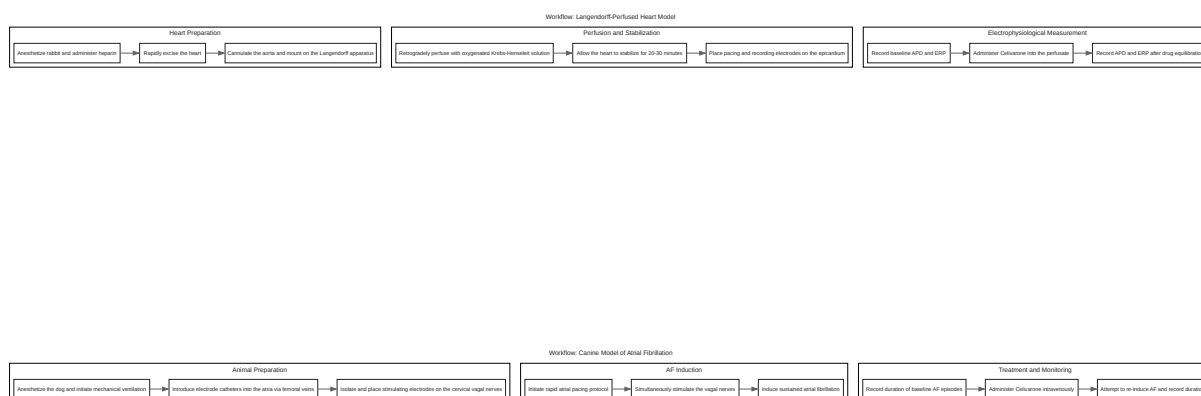 Workflow: Langendorff-Perfused Heart Model
Heart Preparation
Anesthetize rabbit and administer heparin
Rapidly excise the heart
Cannulate the aorta and mount on the Langendorff apparatus
Perfusion and Stabilization
Retrogradely perfuse with oxygenated Krebs-Henseleit solution
Allow the heart to stabilize for 20-30 minutes
Place pacing and recording electrodes on the epicardium
Electrophysiological Measurement
Record baseline APD and ERP
Administer Celivarone into the perfusate
Record APD and ERP after drug equilibration
Workflow: Canine Model of Atrial Fibrillation
Animal Preparation
Anesthetize the dog and initiate mechanical ventilation
Introduce electrode catheters into the atria via femoral veins
Isolate and place stimulating electrodes on the cervical vagal nerves
AF Induction
Initiate rapid atrial pacing protocol
Simultaneously stimulate the vagal nerves
Induce sustained atrial fibrillation
Treatment and Monitoring
Record duration of baseline AF episodes
Administer Celivarone intravenously
Attempt to re-induce AF and record duration